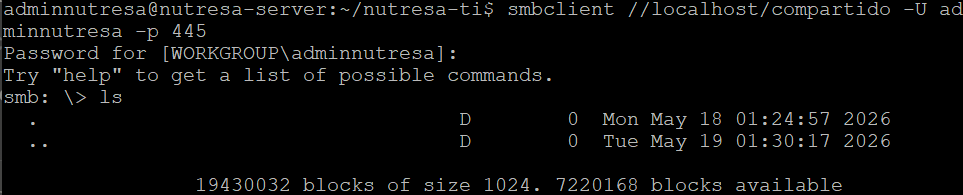 adminnutresa@nutresa-server:~/nutresa-ti$ smbclient //localhost/compartido -U ad
minnutresa -p 445
Password for [WORKGROUP\adminnutresa]:
Try "help" to get a list of possible commands.
smb: \> ls
  .                                   D        0  Mon May 18 01:24:57 2026
  ..                                  D        0  Tue May 19 01:30:17 2026
                19430032 blocks of size 1024. 7220168 blocks available